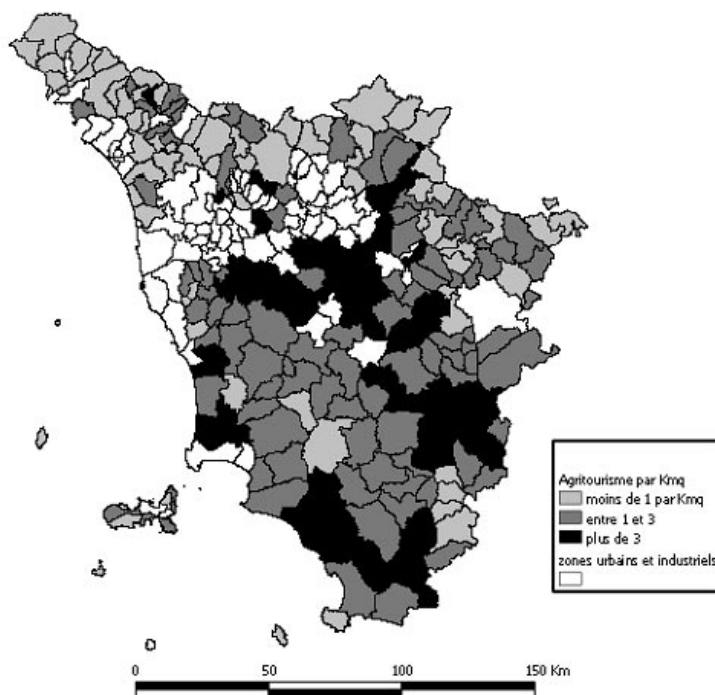 Agritourisme par Kmq
moins de 1 par Kmq
entre 1 et 3
plus de 3
zones urbains et industriels
0 50 100 150 Km